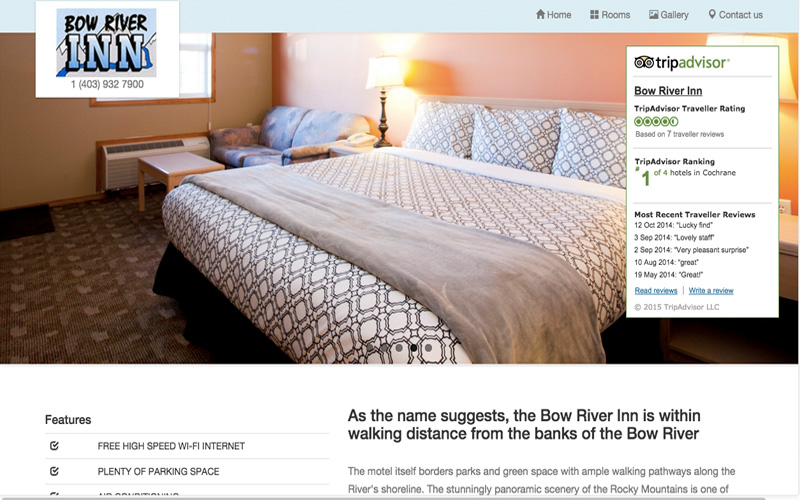 BOW RIVER
INN
1 (403) 932 7900
Home Rooms Gallery Contact us
tripadvisor®
Bow River Inn
TripAdvisor Traveller Rating
Based on 7 traveller reviews
TripAdvisor Ranking
#1 of 4 hotels in Cochrane
Most Recent Traveller Reviews
12 Oct 2014: "Lucky find"
3 Sep 2014: "Lovely staff"
2 Sep 2014: "Very pleasant surprise"
10 Aug 2014: "great"
19 May 2014: "Great!"
Read reviews | Write a review
© 2015 TripAdvisor LLC
Features
FREE HIGH SPEED WI-FI INTERNET
PLENTY OF PARKING SPACE
AIR CONDITIONING
As the name suggests, the Bow River Inn is within
walking distance from the banks of the Bow River
The motel itself borders parks and green space with ample walking pathways along the
River's shoreline. The stunningly panoramic scenery of the Rocky Mountains is one of